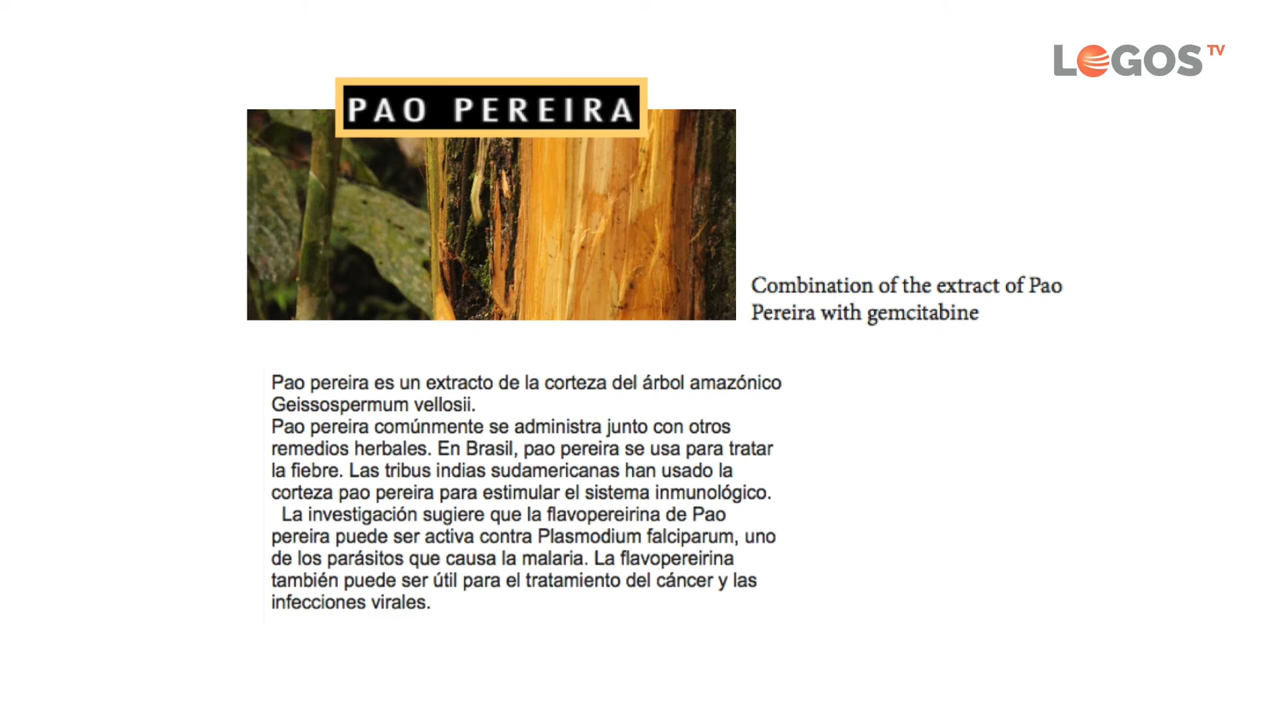 LOGOS TV
PAO PEREIRA
Combination of the extract of Pao
Pereira with gemcitabine
Pao pereira es un extracto de la corteza del árbol amazónico
Geissospermum vellosii.
Pao pereira comúnmente se administra junto con otros
remedios herbales. En Brasil, pao pereira se usa para tratar
la fiebre. Las tribus indias sudamericanas han usado la
corteza pao pereira para estimular el sistema inmunológico.
La investigación sugiere que la flavopereirina de Pao
pereira puede ser activa contra Plasmodium falciparum, uno
de los parásitos que causa la malaria. La flavopereirina
también puede ser útil para el tratamiento del cáncer y las
infecciones virales.